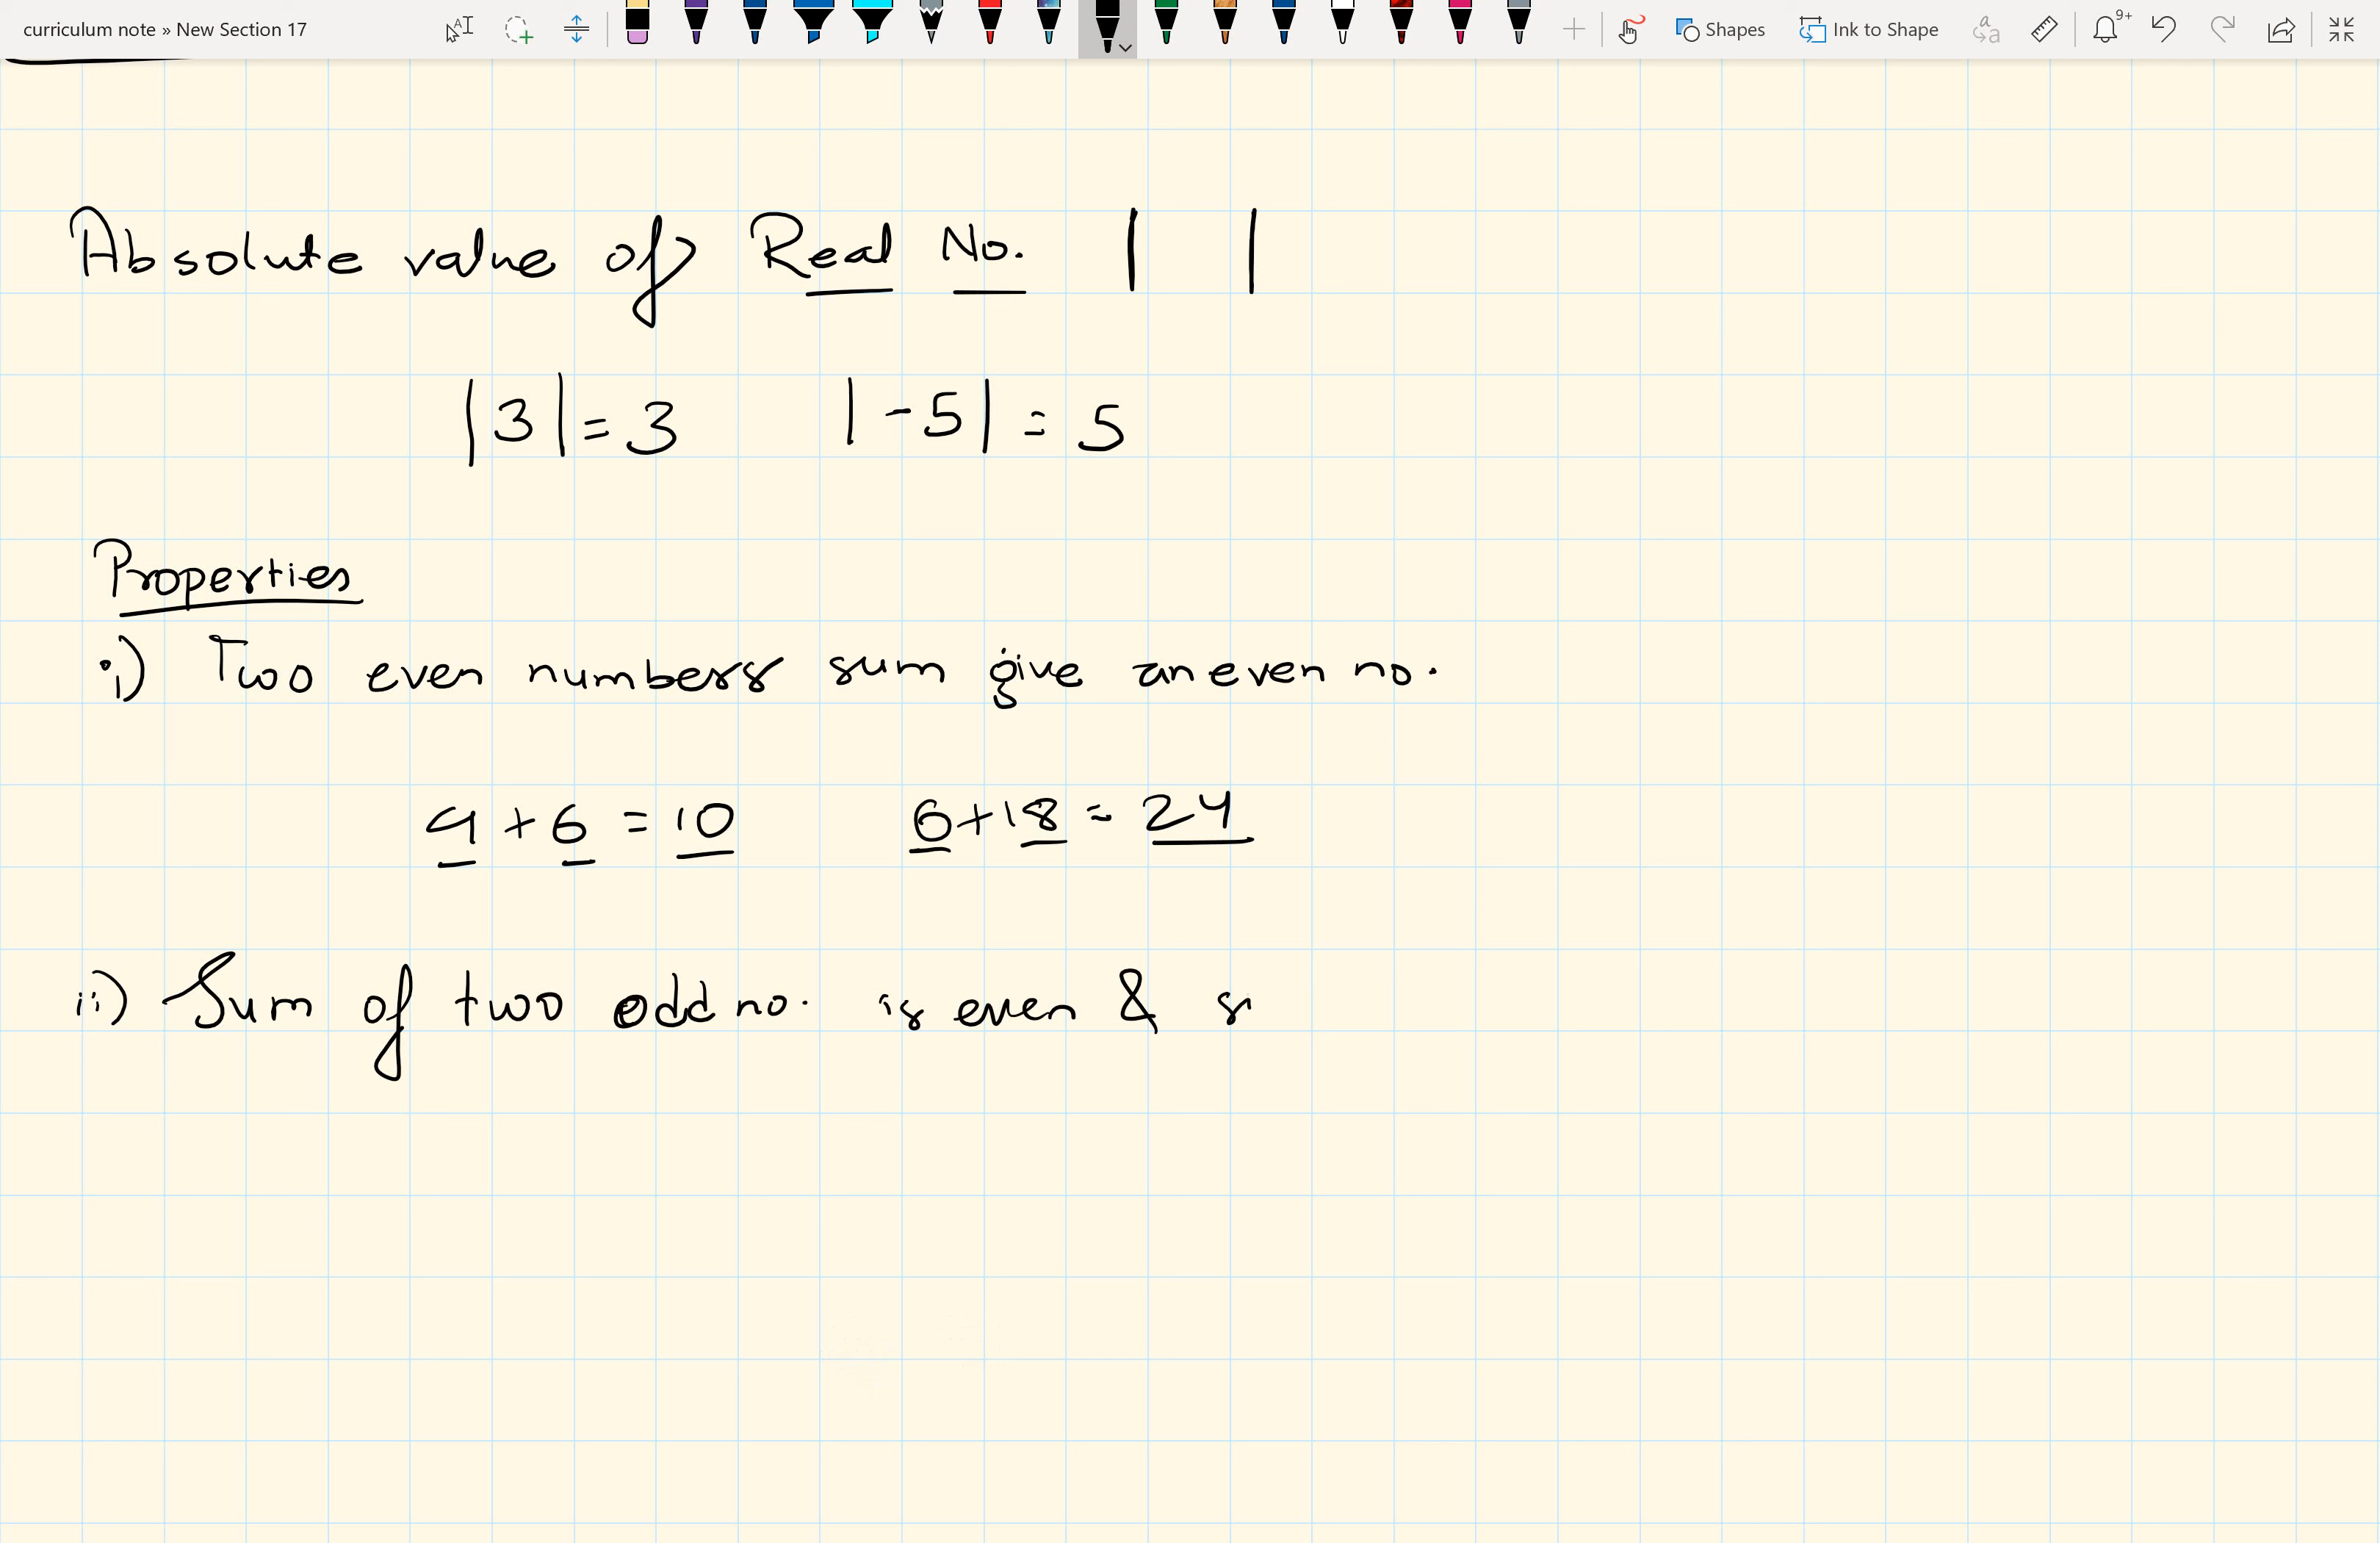 curriculum note » New Section 17
Shapes
Ink to Shape
9+
Absolute value of Real No. | |
|3| = 3 |-5| = 5
Properties
i) Two even numbers sum give an even no.
4 + 6 = 10 6 + 18 = 24
ii) Sum of two odd no. is even &